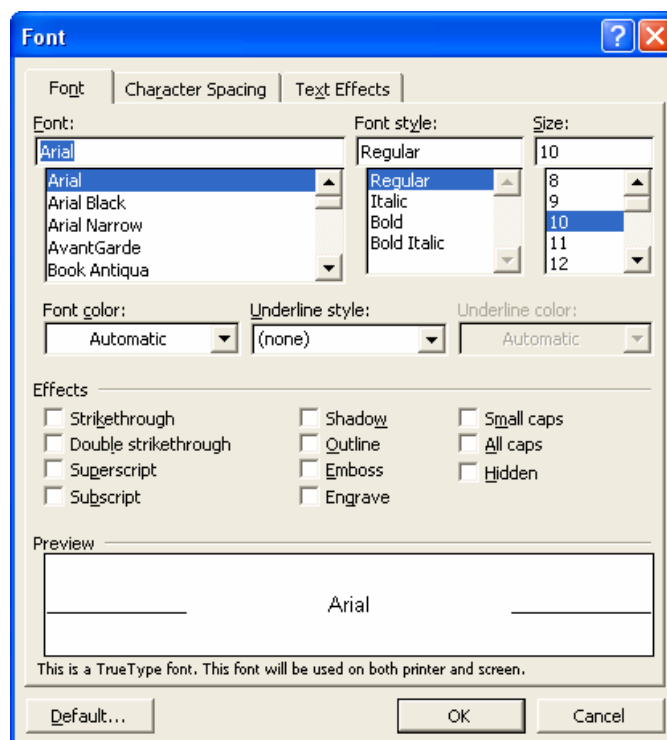 Font
Font Character Spacing Text Effects
Font: Font style: Size:
Arial Regular 10
Arial Regular 8
Arial Black Italic 9
Arial Narrow Bold 10
AvantGarde Bold Italic 11
Book Antiqua 12
Font color: Underline style: Underline color:
Automatic (none) Automatic
Effects
Strikethrough Shadow Small caps
Double strikethrough Outline All caps
Superscript Emboss Hidden
Subscript Engrave
Preview
Arial
This is a TrueType font. This font will be used on both printer and screen.
Default... OK Cancel